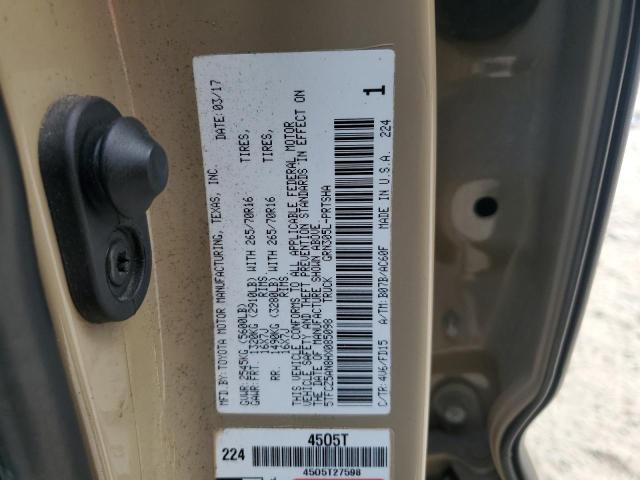 MFD.BY:TOYOTA MOTOR MANUFACTURING, TEXAS, INC. DATE: 03/17
GVWR:2545KG (5600LB)
GAWR:FRT. 1320KG (2910LB) WITH 265/70R16 TIRES,
16X7J RIMS
RR. 1490KG (3280LB) WITH 265/70R16 TIRES,
16X7J RIMS
THIS VEHICLE CONFORMS TO ALL APPLICABLE FEDERAL MOTOR
VEHICLE SAFETY AND THEFT PREVENTION STANDARDS IN EFFECT ON
THE DATE OF MANUFACTURE SHOWN ABOVE.
5TFCZ5AN8HX085098 TRUCK GRN305L-PRTSHA
C/TR:4V6/FD15 A/TM:B07B/AC60F MADE IN U.S.A. 224
1
4505T
224
4505T27598